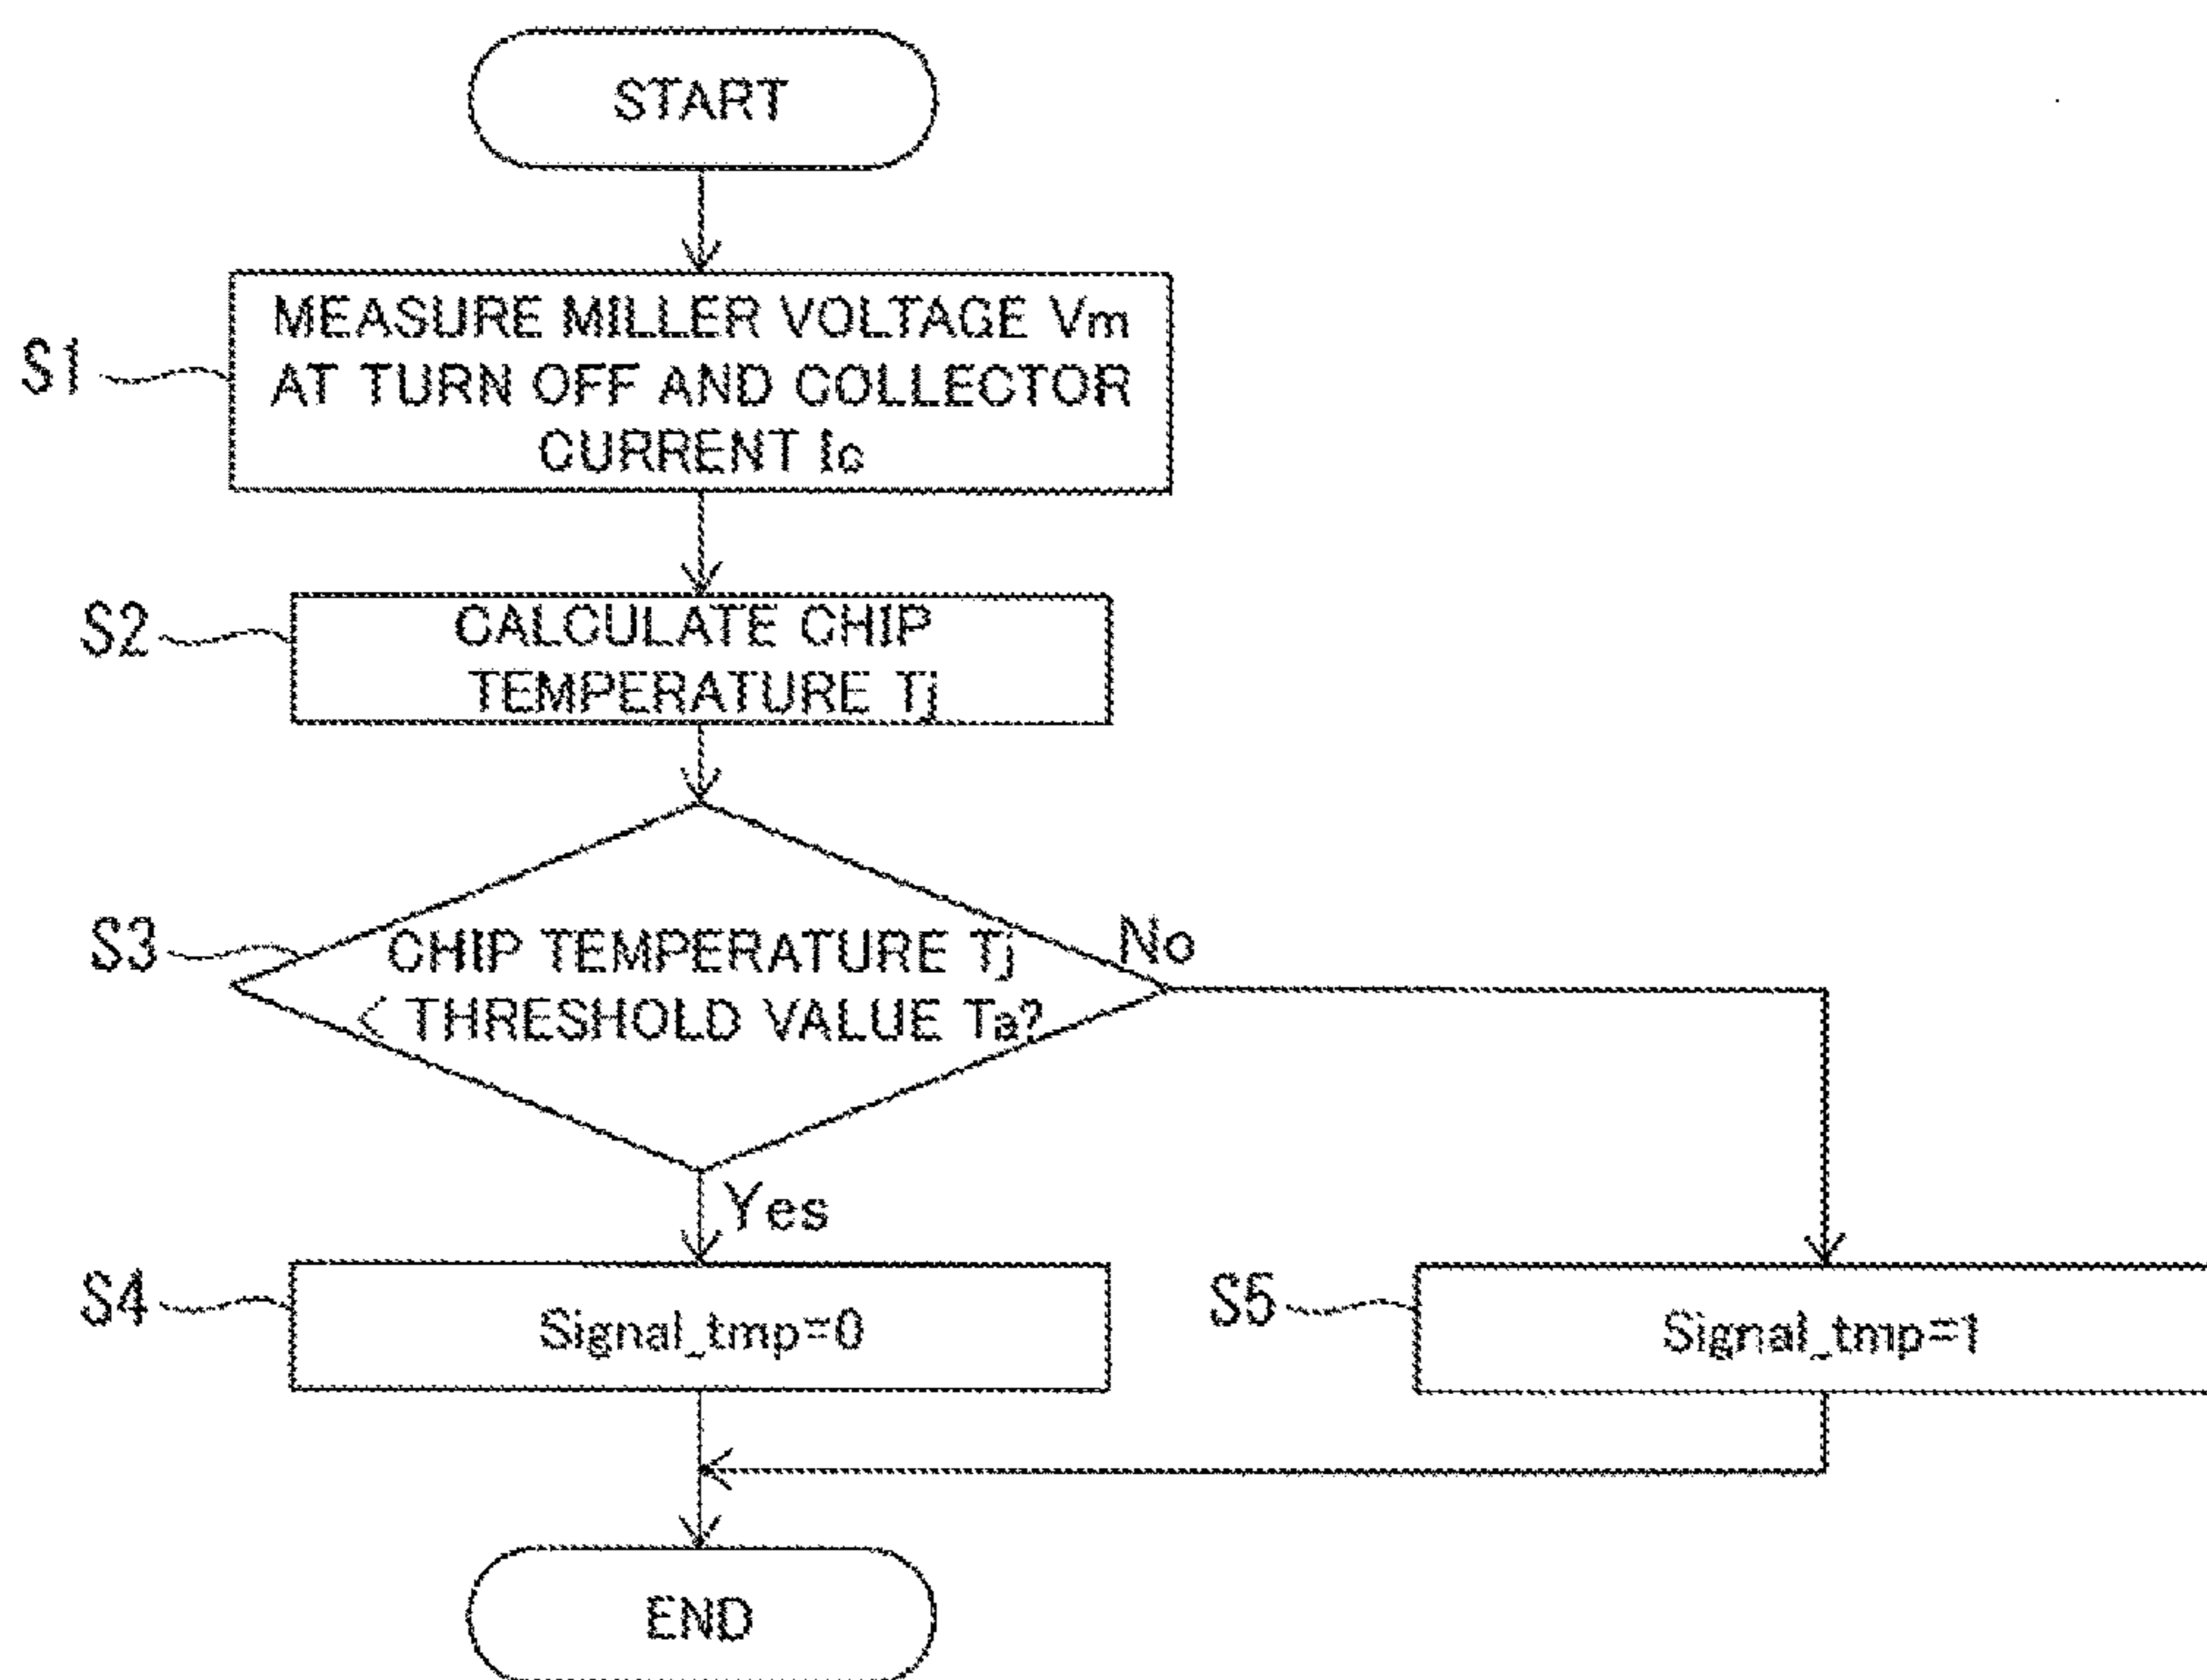 START
S1
MEASURE MILLER VOLTAGE Vm
AT TURN OFF AND COLLECTOR
CURRENT Ic
S2
CALCULATE CHIP
TEMPERATURE Tj
S3
CHIP TEMPERATURE Tj
< THRESHOLD VALUE Ta?
No
Yes
S4
Signal_tmp=0
S5
Signal_tmp=1
END